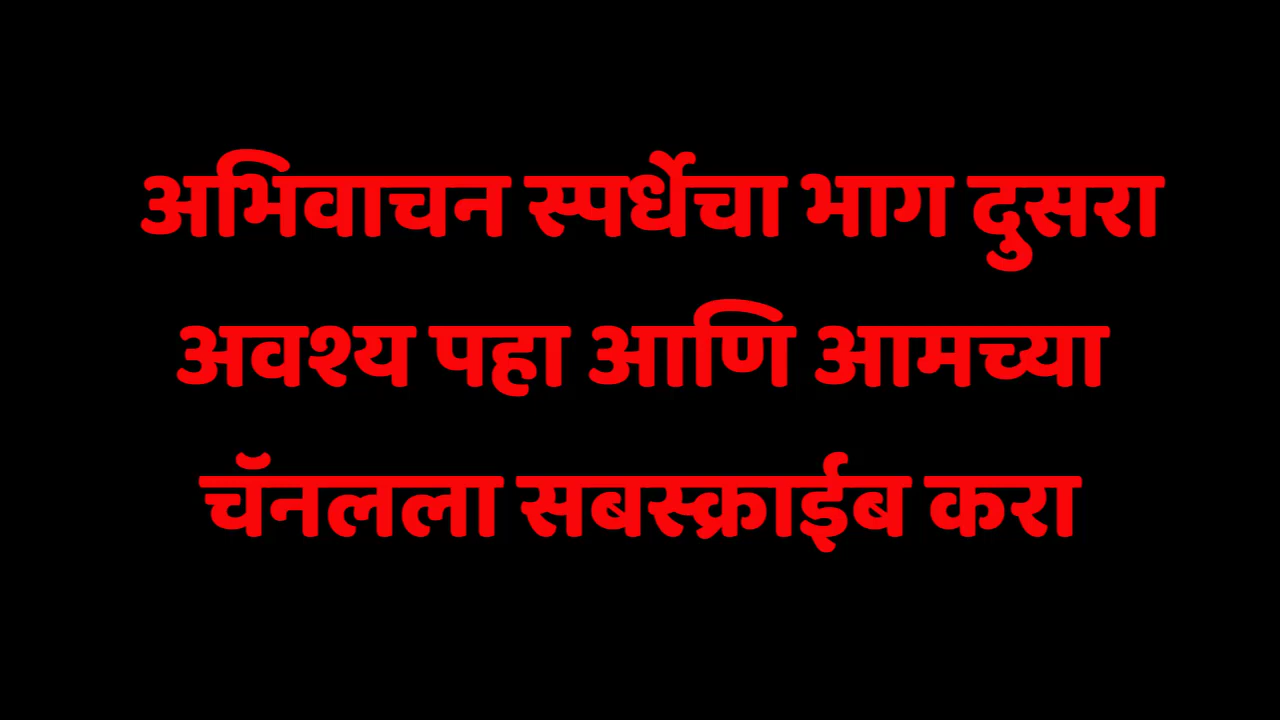 अभिवाचन स्पर्धेचा भाग दुसरा
अवश्य पहा आणि आमच्या
चॅनलला सबस्क्राईब करा